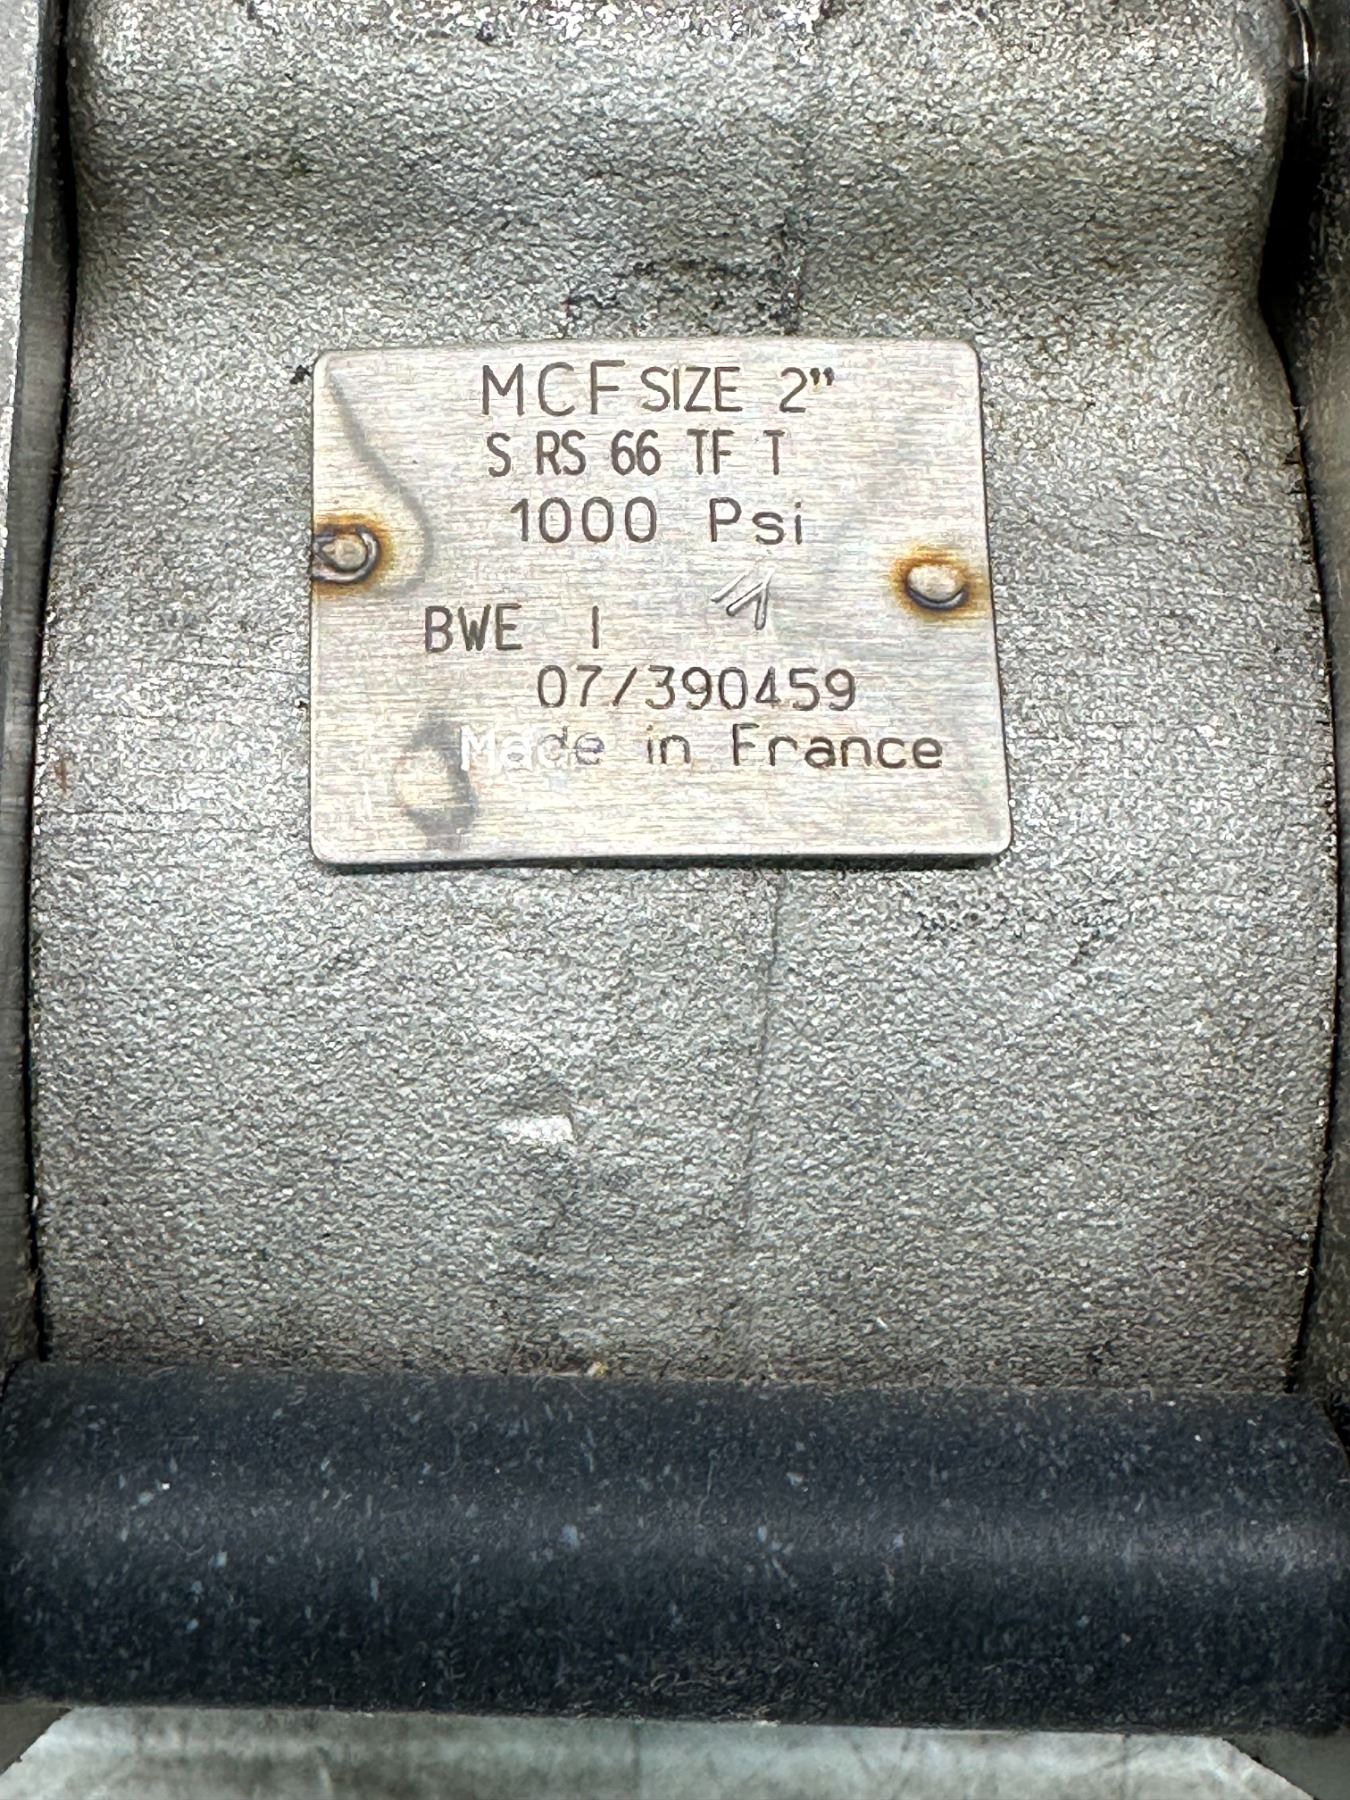 MCF SIZE 2"
S RS 66 TF T
1000 Psi
BWE I
07/390459
Made in France